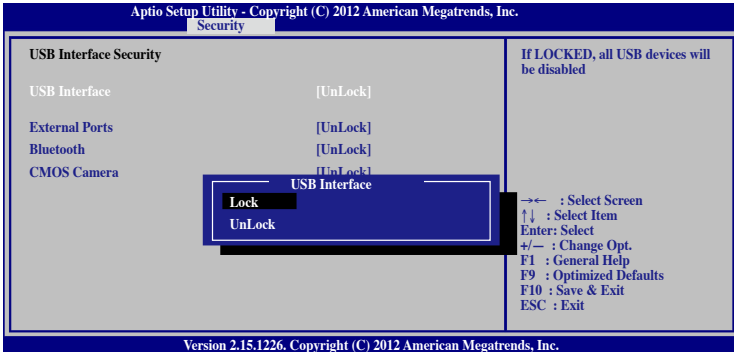 Aptio Setup Utility - Copyright (C) 2012 American Megatrends, Inc.
Security
USB Interface Security
USB Interface [UnLock]
External Ports [UnLock]
Bluetooth [UnLock]
CMOS Camera [UnLock]
USB Interface
Lock
UnLock
If LOCKED, all USB devices will
be disabled
→← : Select Screen
↑↓ : Select Item
Enter: Select
+/— : Change Opt.
F1 : General Help
F9 : Optimized Defaults
F10 : Save & Exit
ESC : Exit
Version 2.15.1226. Copyright (C) 2012 American Megatrends, Inc.